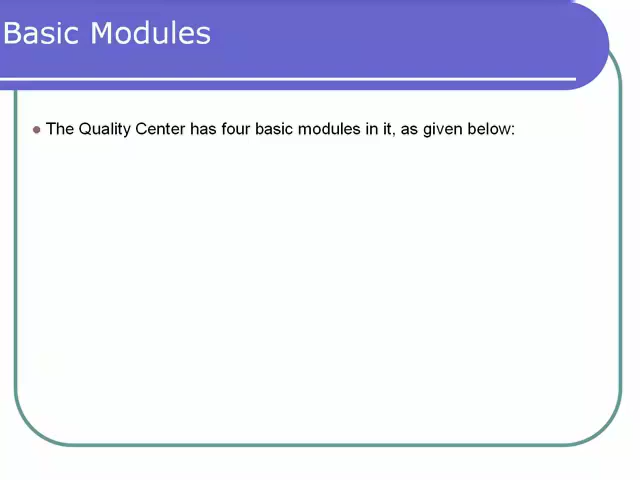 Basic Modules
The Quality Center has four basic modules in it, as given below: